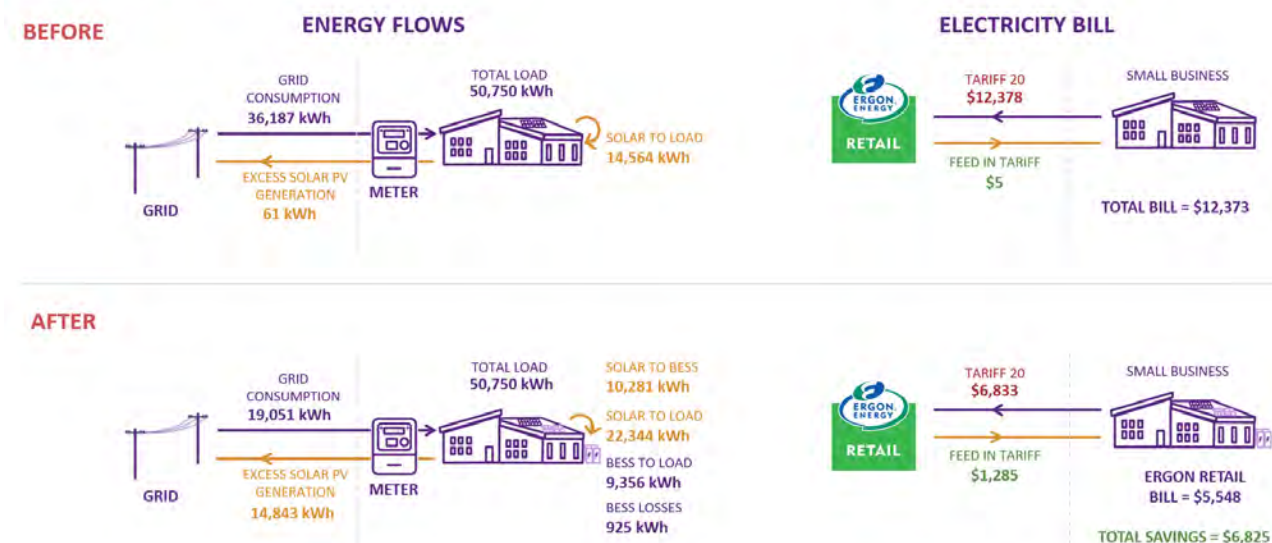 BEFORE
ENERGY FLOWS
ELECTRICITY BILL
GRID
CONSUMPTION
36,187 kWh
TOTAL LOAD
50,750 kWh
SOLAR TO LOAD
14,564 kWh
EXCESS SOLAR PV
GENERATION
61 kWh
METER
GRID
ERGON
ENERGY
RETAIL
TARIFF 20
$12,378
SMALL BUSINESS
FEED IN TARIFF
$5
TOTAL BILL = $12,373
AFTER
GRID
CONSUMPTION
19,051 kWh
TOTAL LOAD
50,750 kWh
SOLAR TO BESS
10,281 kWh
SOLAR TO LOAD
22,344 kWh
BESS TO LOAD
9,356 kWh
BESS LOSSES
925 kWh
EXCESS SOLAR PV
GENERATION
14,843 kWh
METER
GRID
ERGON
ENERGY
RETAIL
TARIFF 20
$6,833
SMALL BUSINESS
FEED IN TARIFF
$1,285
ERGON RETAIL
BILL = $5,548
TOTAL SAVINGS = $6,825